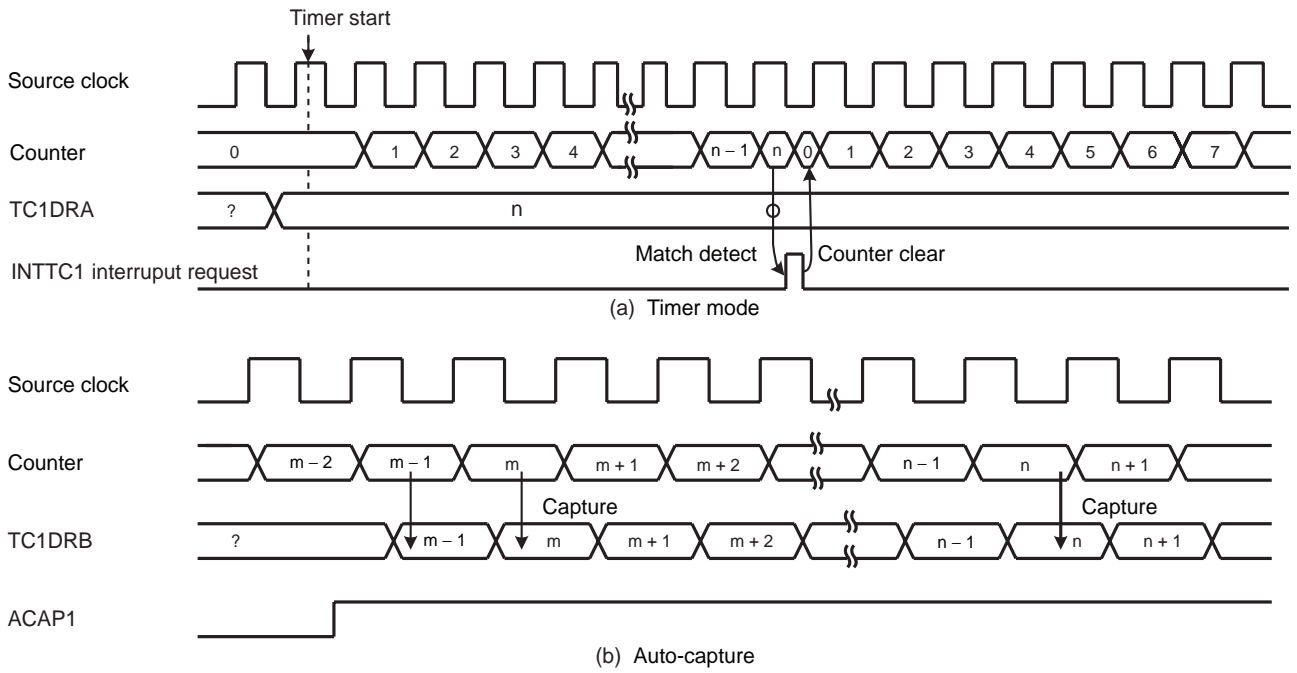 Timer start
Source clock
Counter 0 1 2 3 4 n – 1 n 0 1 2 3 4 5 6 7
TC1DRA ? n
Match detect Counter clear
INTTC1 interruput request
(a) Timer mode
Source clock
Counter m – 2 m – 1 m m + 1 m + 2 n – 1 n n + 1
Capture Capture
TC1DRB ? m – 1 m m + 1 m + 2 n – 1 n n + 1
ACAP1
(b) Auto-capture